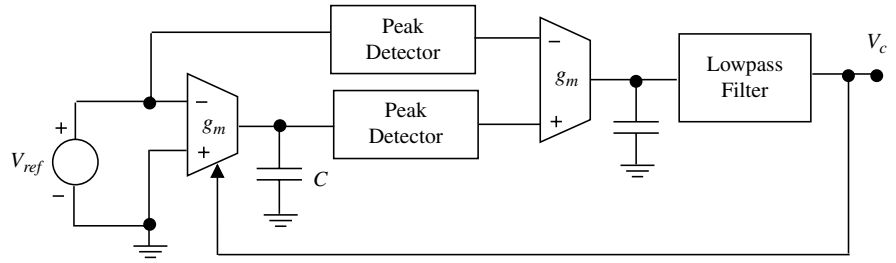 Peak
Detector
−
g_m
+
V_c
Lowpass
Filter
Peak
Detector
−
g_m
+
+
V_ref
−
C